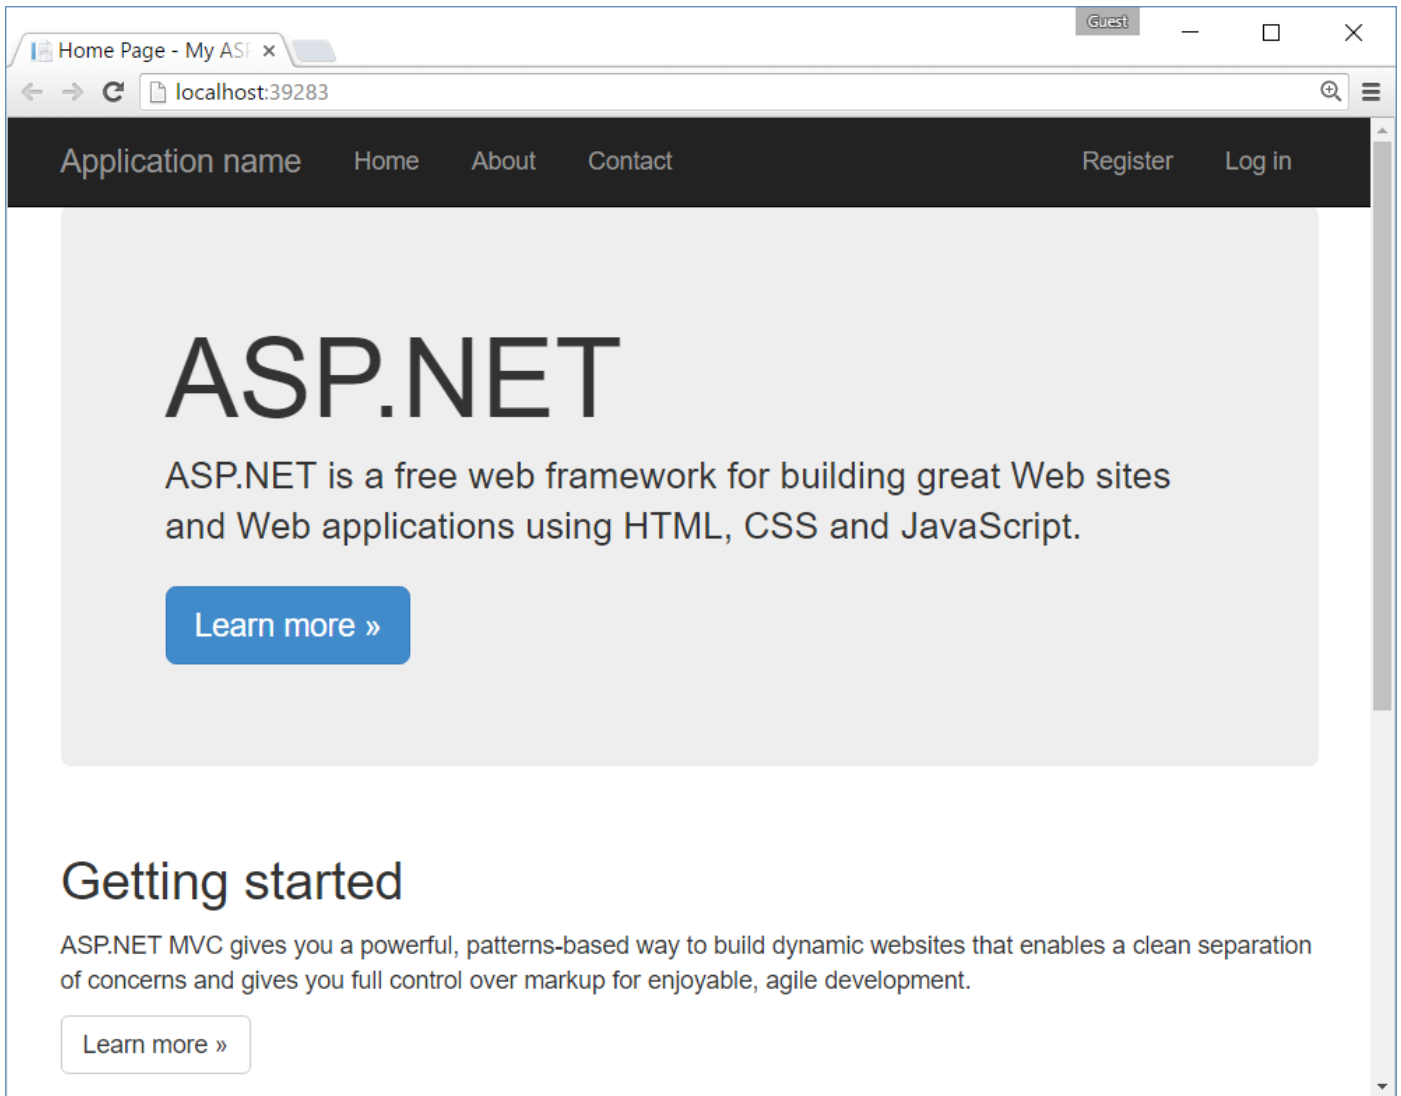 Guest
Home Page - My AS
localhost:39283
Application name Home About Contact Register Log in
ASP.NET
ASP.NET is a free web framework for building great Web sites
and Web applications using HTML, CSS and JavaScript.
Learn more »
Getting started
ASP.NET MVC gives you a powerful, patterns-based way to build dynamic websites that enables a clean separation
of concerns and gives you full control over markup for enjoyable, agile development.
Learn more »